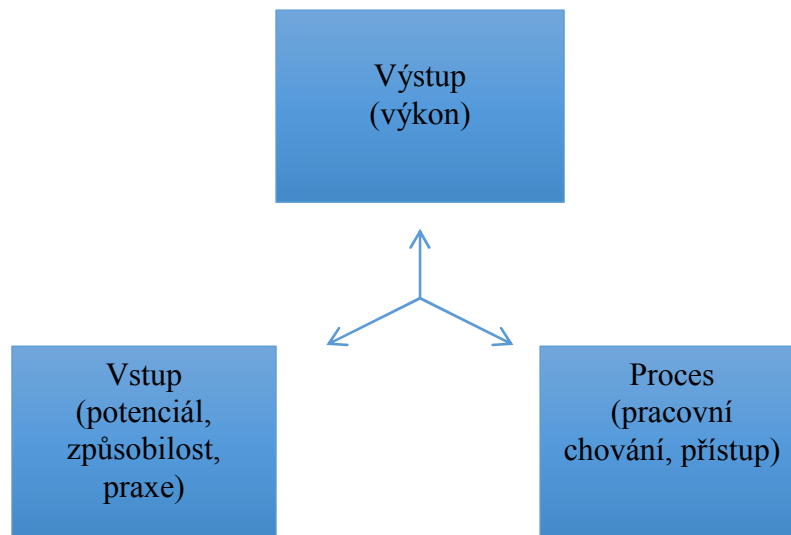 Výstup
(výkon)
Vstup
(potenciál,
způsobilost,
praxe)
Proces
(pracovní
chování, přístup)